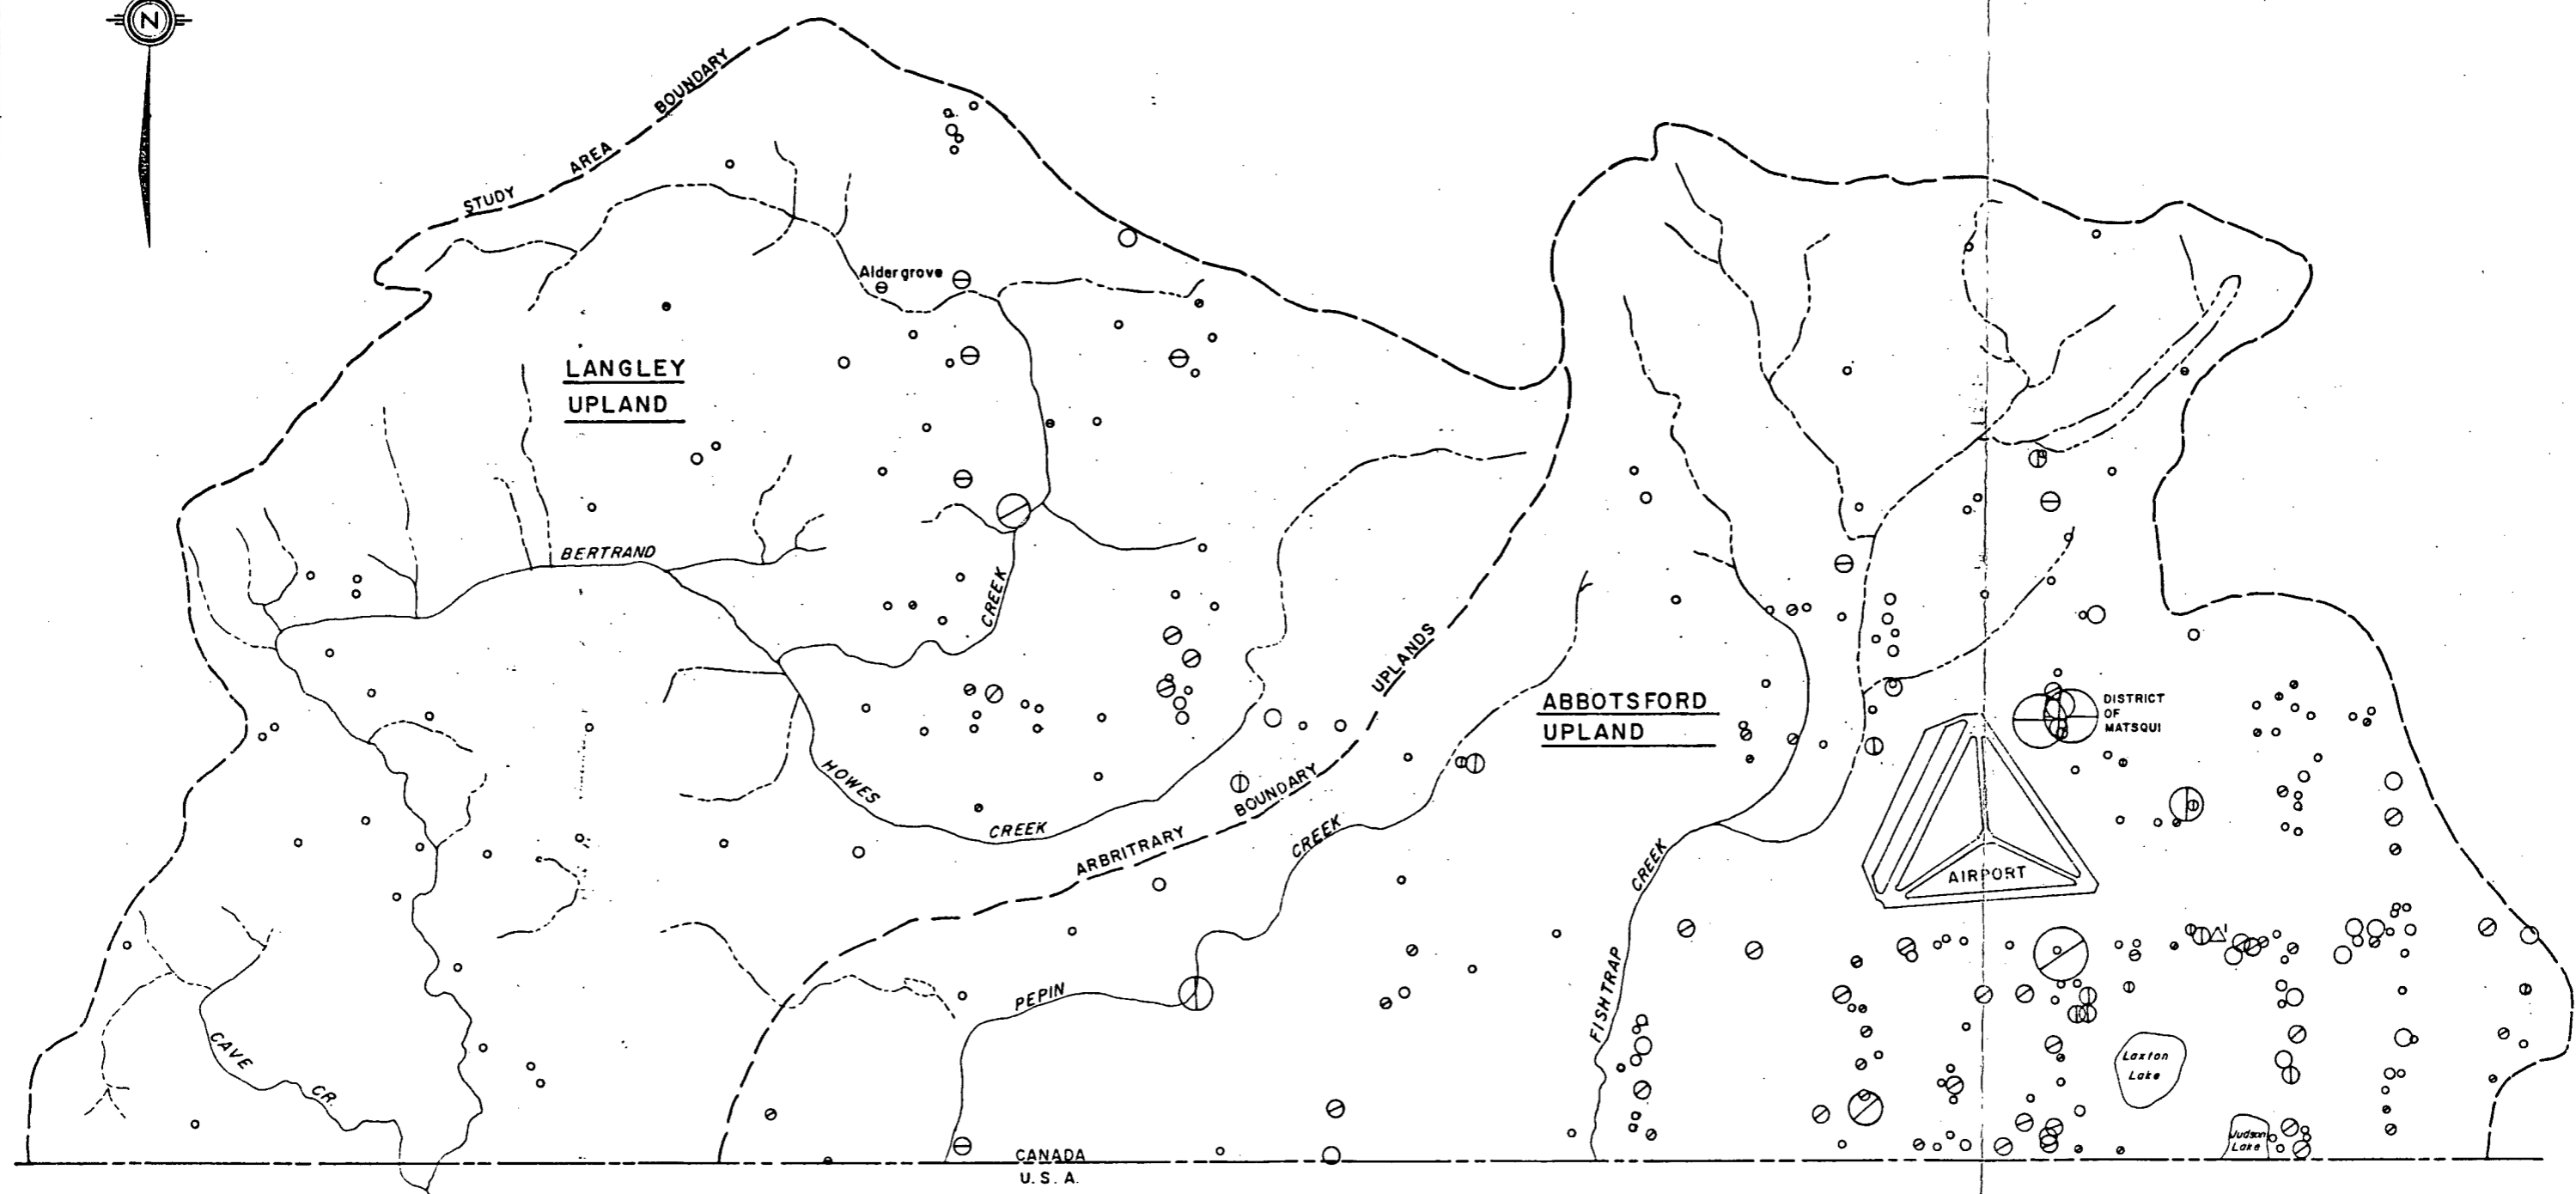 N
STUDY AREA BOUNDARY
Aldergrove
LANGLEY
UPLAND
BERTRAND
CREEK
HOWES
CREEK
ARBRITRARY BOUNDARY UPLANDS
ABBOTSFORD
UPLAND
DISTRICT
OF
MATSQUI
AIRPORT
CREEK
PEPIN
FISHTRAP
CREEK
CAVE
CR.
Laxton
Lake
Judson
Lake
CANADA
U.S.A.